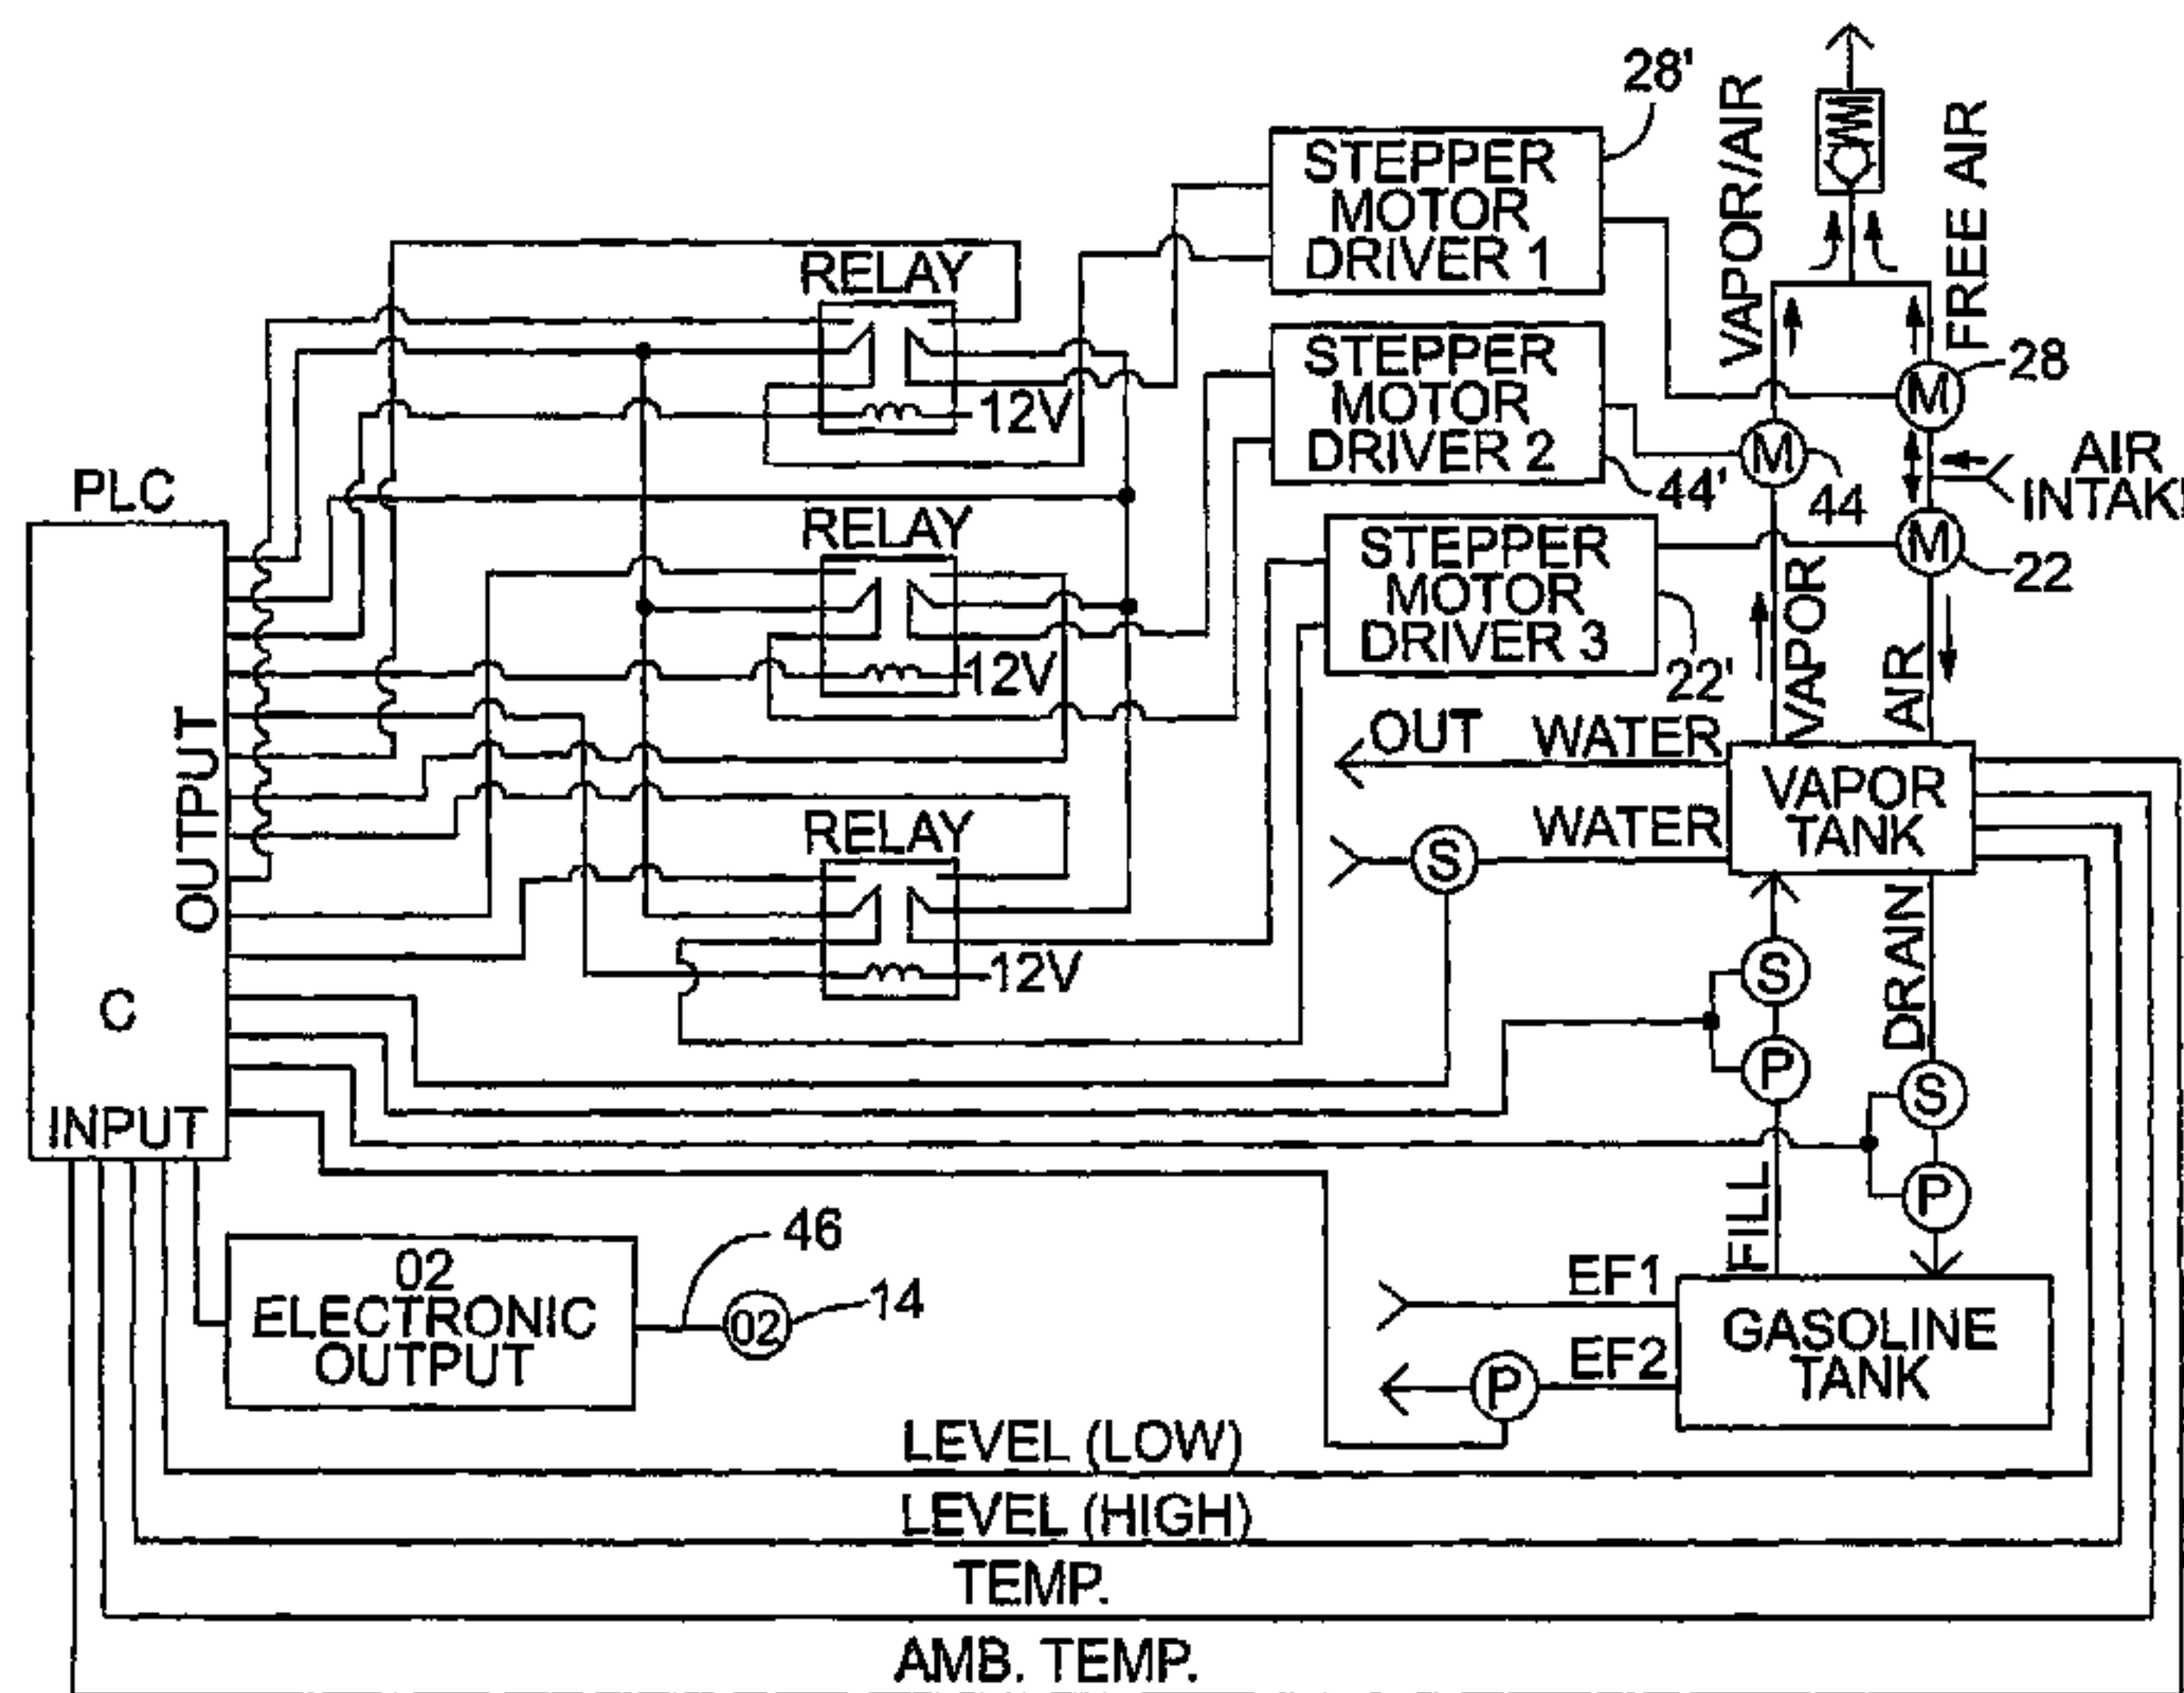 28'
VAPOR/AIR
FREE AIR
STEPPER
MOTOR
DRIVER 1
RELAY
12V
28
M
STEPPER
MOTOR
DRIVER 2
44'
M
44
AIR
INTAKE
PLC
RELAY
12V
STEPPER
MOTOR
DRIVER 3
22'
M
22
VAPOR
AIR
OUTPUT
OUT WATER
WATER
S
VAPOR
TANK
RELAY
12V
C
S
P
DRAIN
S
P
INPUT
FILL
02
ELECTRONIC
OUTPUT
46
02
14
EF1
EF2
P
GASOLINE
TANK
LEVEL (LOW)
LEVEL (HIGH)
TEMP.
AMB. TEMP.